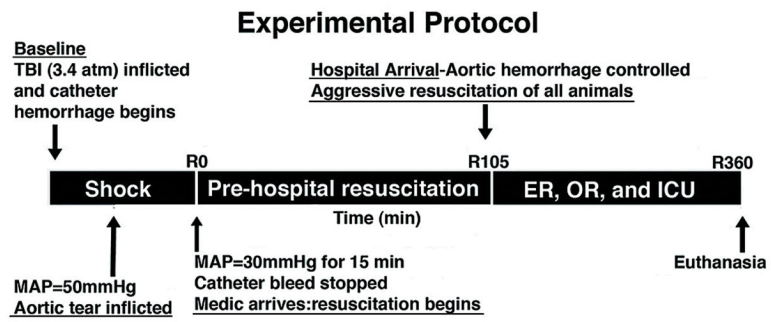 Experimental Protocol
Baseline
TBI (3.4 atm) inflicted
and catheter
hemorrhage begins
Hospital Arrival-Aortic hemorrhage controlled
Aggressive resuscitation of all animals
R0
R105
R360
Shock
Pre-hospital resuscitation
ER, OR, and ICU
Time (min)
MAP=50mmHg
Aortic tear inflicted
MAP=30mmHg for 15 min
Catheter bleed stopped
Medic arrives:resuscitation begins
Euthanasia